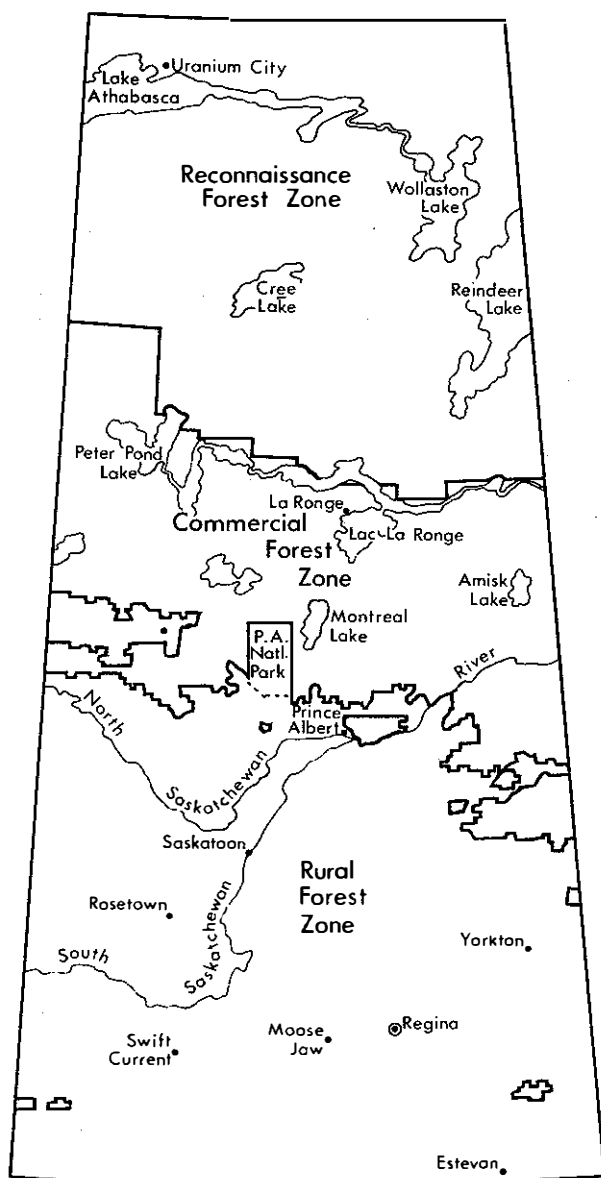 Uranium City
Lake
Athabasca
Reconnaissance
Forest Zone
Wollaston
Lake
Cree
Lake
Reindeer
Lake
Peter Pond
Lake
La Ronge
Commercial
Forest
Zone
Lac La Ronge
Amisk
Lake
Montreal
Lake
P. A.
Natl.
Park
River
North
Prince
Albert
Saskatchewan
Saskatoon
Rural
Forest
Zone
Rosetown
Saskatchewan
Yorkton
South
Regina
Moose
Jaw
Swift
Current
Estevan